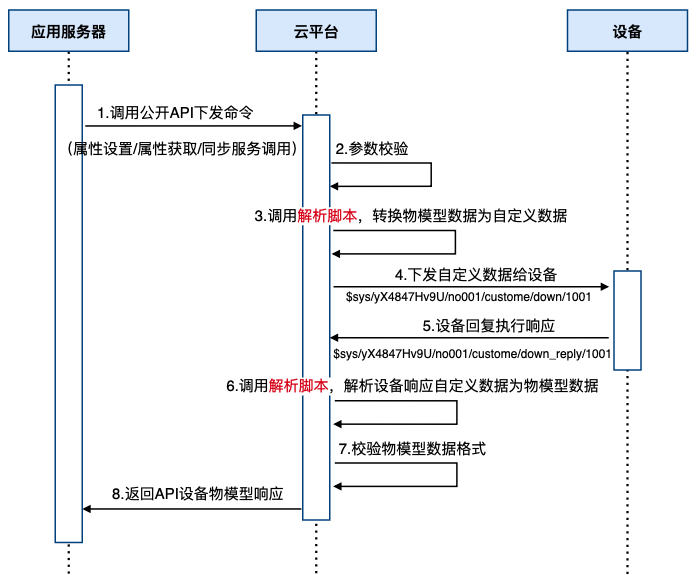 应用服务器
云平台
设备
1.调用公开API下发命令
（属性设置/属性获取/同步服务调用）
2.参数校验
3.调用解析脚本，转换物模型数据为自定义数据
4.下发自定义数据给设备
$sys/yX4847Hv9U/no001/custome/down/1001
5.设备回复执行响应
$sys/yX4847Hv9U/no001/custome/down_reply/1001
6.调用解析脚本，解析设备响应自定义数据为物模型数据
7.校验物模型数据格式
8.返回API设备物模型响应